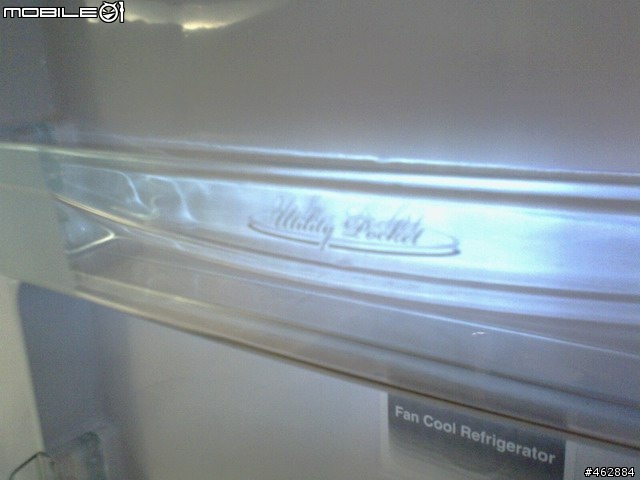 MOBILE01
Utility Pocket
Fan Cool Refrigerator
#462884